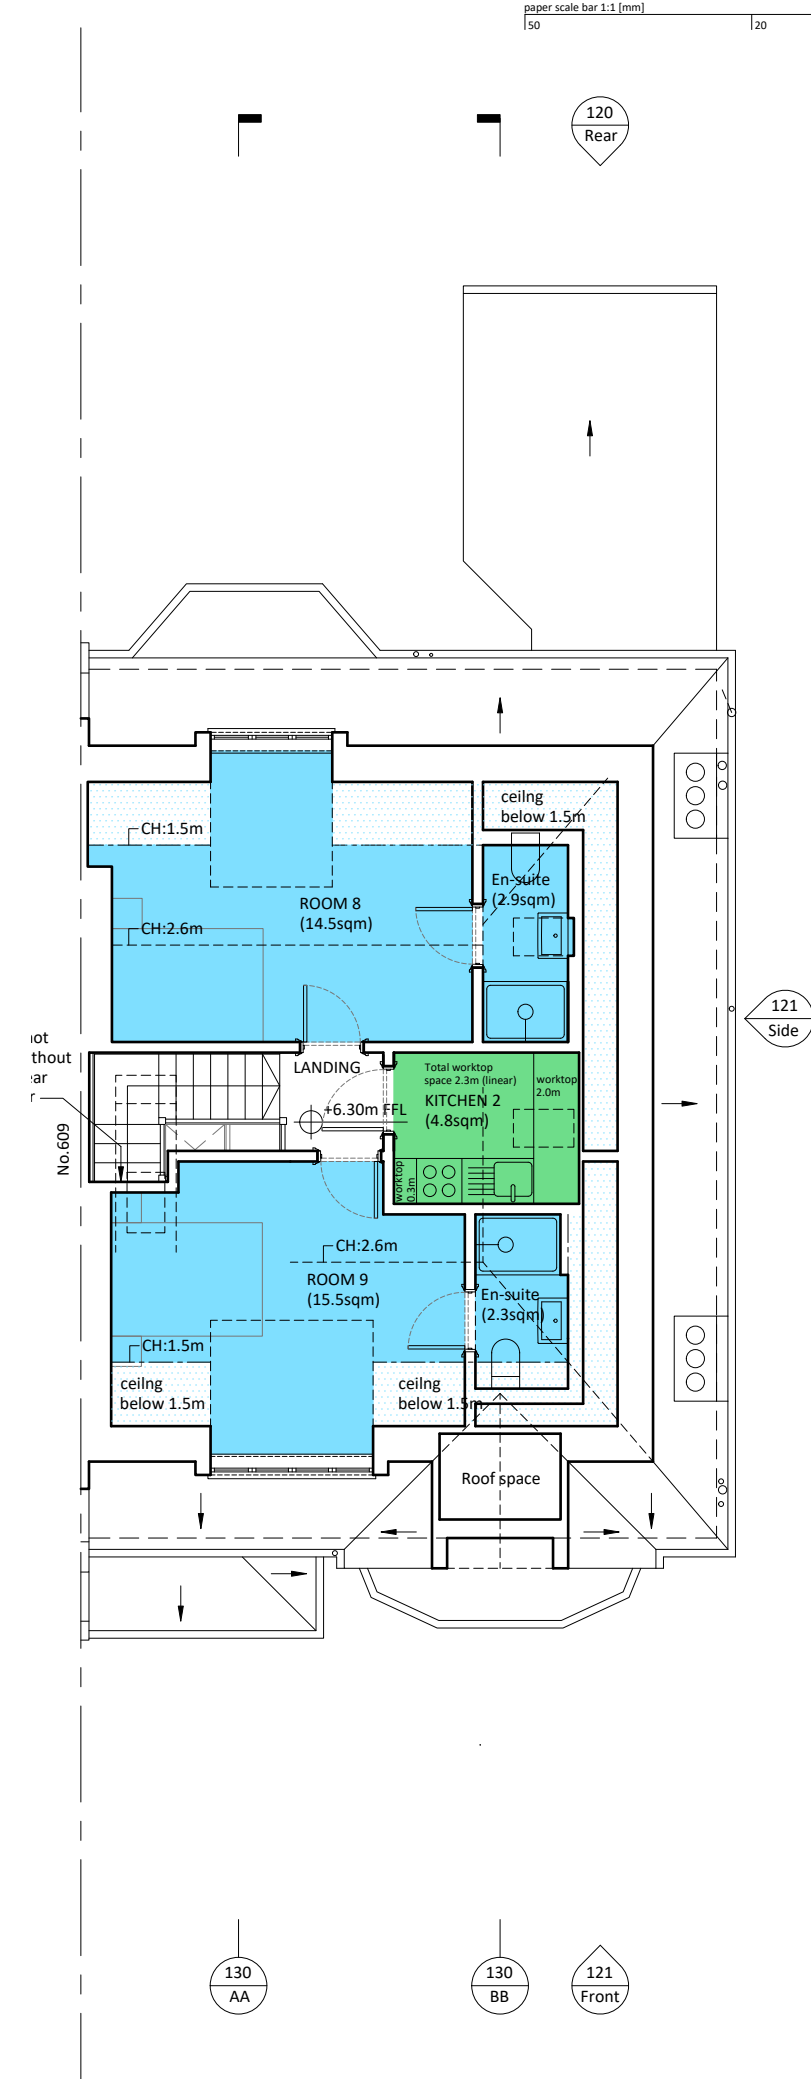 paper scale bar 1:1 [mm]
50
20
120
Rear
ceilng
below 1.5m
CH:1.5m
En-suite
(2.9sqm)
ROOM 8
(14.5sqm)
CH:2.6m
121
Side
not
thout
ear
r
LANDING
Total worktop
space 2.3m (linear)
worktop
2.0m
KITCHEN 2
(4.8sqm)
+6.30m FFL
No.609
worktop
0.3m
CH:2.6m
ROOM 9
(15.5sqm)
En-suite
(2.3sqm)
CH:1.5m
ceilng
below 1.5m
ceilng
below 1.5m
Roof space
130
AA
130
BB
121
Front